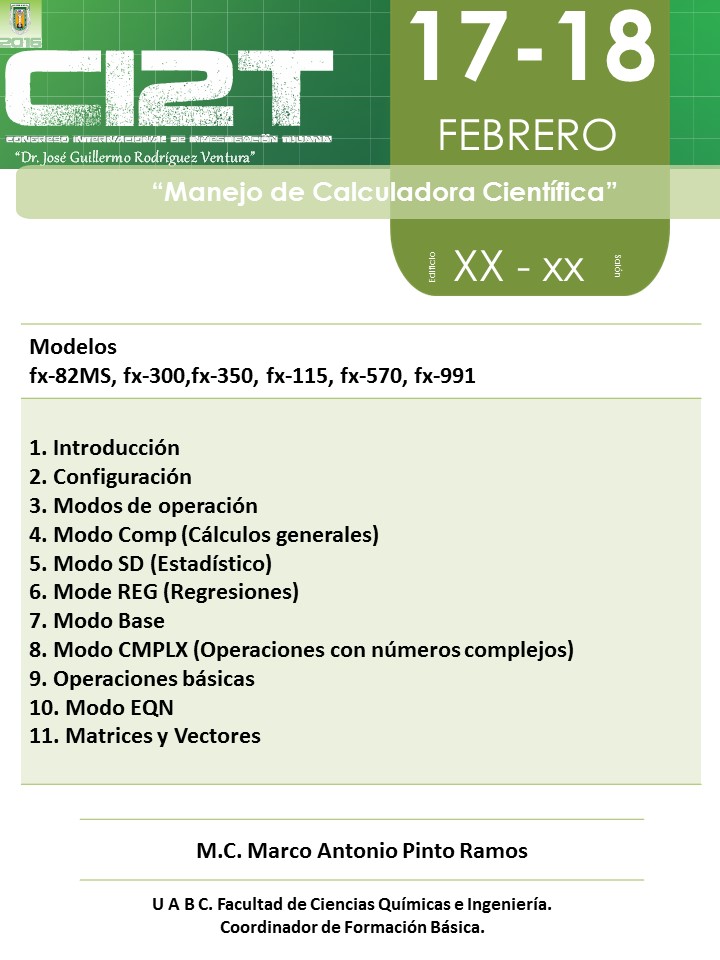 2016
CI2T
CONGRESO INTERNACIONAL DE INVESTIGACIÓN TIJUANA
“Dr. José Guillermo Rodríguez Ventura”
17-18
FEBRERO
“Manejo de Calculadora Científica”
Edificio XX - xx Salón
Modelos
fx-82MS, fx-300,fx-350, fx-115, fx-570, fx-991
1. Introducción
2. Configuración
3. Modos de operación
4. Modo Comp (Cálculos generales)
5. Modo SD (Estadístico)
6. Mode REG (Regresiones)
7. Modo Base
8. Modo CMPLX (Operaciones con números complejos)
9. Operaciones básicas
10. Modo EQN
11. Matrices y Vectores
M.C. Marco Antonio Pinto Ramos
U A B C. Facultad de Ciencias Químicas e Ingeniería.
Coordinador de Formación Básica.